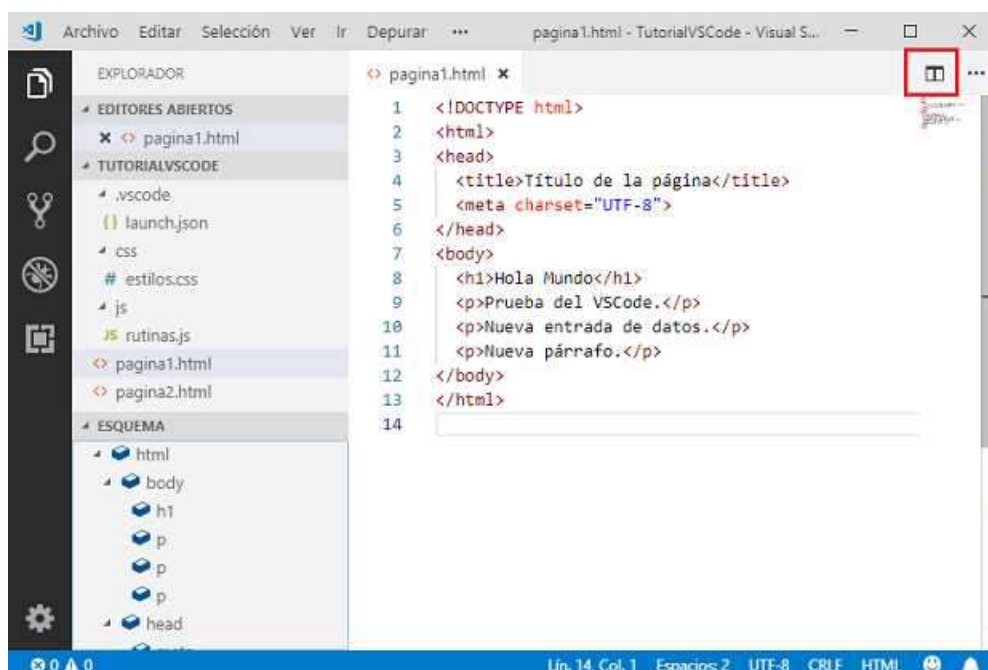 Archivo Editar Selección Ver Ir Depurar ••• pagina1.html - TutorialVSCode - Visual S...
EXPLORADOR
EDITORES ABIERTOS
<> pagina1.html
TUTORIALVSCODE
.vscode
{} launch.json
css
# estilos.css
js
JS rutinas.js
<> pagina1.html
<> pagina2.html
ESQUEMA
html
body
h1
p
p
p
head
<> pagina1.html
1 <!DOCTYPE html>
2 <html>
3 <head>
4 <title>Título de la página</title>
5 <meta charset="UTF-8">
6 </head>
7 <body>
8 <h1>Hola Mundo</h1>
9 <p>Prueba del VSCode.</p>
10 <p>Nueva entrada de datos.</p>
11 <p>Nueva párrafo.</p>
12 </body>
13 </html>
14
0 0 Lín. 14, Col. 1 Espacios: 2 UTF-8 CRLF HTML